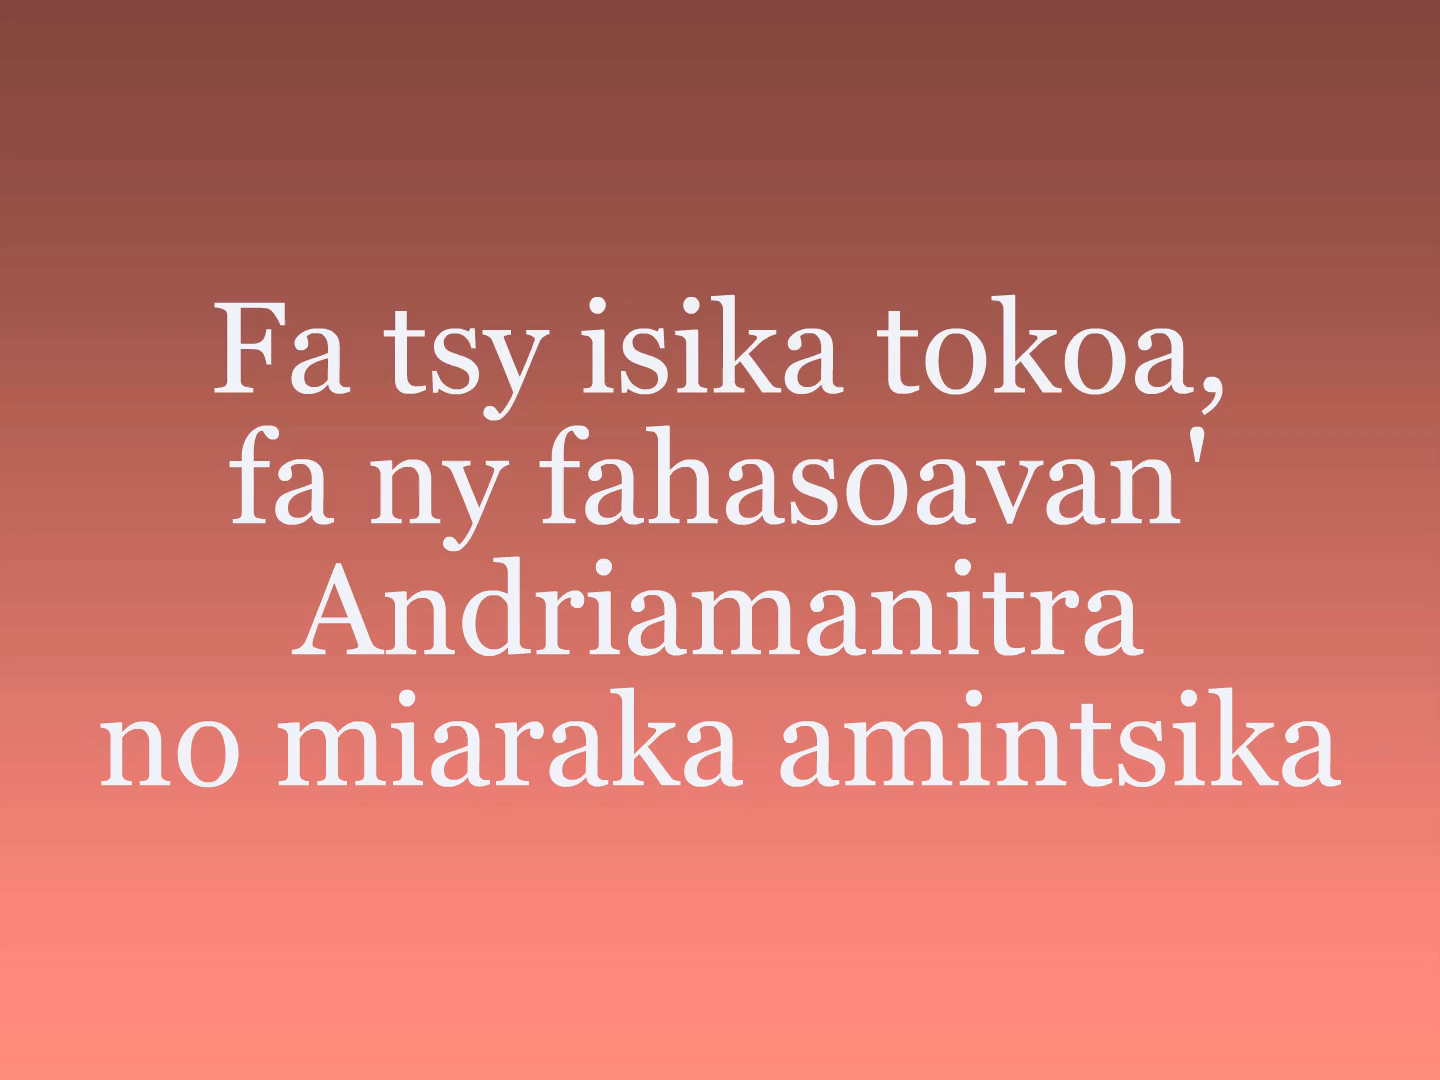 Fa tsy isika tokoa,
fa ny fahasoavan'
Andriamanitra
no miaraka amintsika